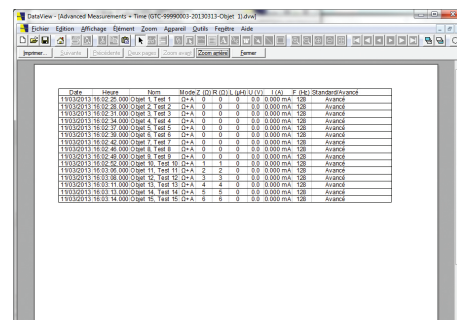 DataView - [Advanced Measurements + Time (GTC-99990003-20130313-Objet 1).dvw]
Fichier Edition Affichage Élément Zoom Appareil Outils Fenêtre Aide
Imprimer... Suivante Précédente Deux pages Zoom avant Zoom arrière Fermer
Date Heure Nom Mode Z (Ω) R (Ω) L (µH) U (V) I (A) F (Hz) Standard/Avancé
11/03/2013 16:02:25.000 Objet 1, Test 1 Ω+A 0 0 0 0.0 0.000 mA 128 Avancé
11/03/2013 16:02:28.000 Objet 2, Test 2 Ω+A 0 0 0 0.0 0.000 mA 128 Avancé
11/03/2013 16:02:31.000 Objet 3, Test 3 Ω+A 0 0 0 0.0 0.000 mA 128 Avancé
11/03/2013 16:02:34.000 Objet 4, Test 4 Ω+A 0 0 0 0.0 0.000 mA 128 Avancé
11/03/2013 16:02:37.000 Objet 5, Test 5 Ω+A 0 0 0 0.0 0.000 mA 128 Avancé
11/03/2013 16:02:39.000 Objet 6, Test 6 Ω+A 0 0 0 0.0 0.000 mA 128 Avancé
11/03/2013 16:02:42.000 Objet 7, Test 7 Ω+A 0 0 0 0.0 0.000 mA 128 Avancé
11/03/2013 16:02:46.000 Objet 8, Test 8 Ω+A 0 0 0 0.0 0.000 mA 128 Avancé
11/03/2013 16:02:49.000 Objet 9, Test 9 Ω+A 0 0 0 0.0 0.000 mA 128 Avancé
11/03/2013 16:02:52.000 Objet 10, Test 10 Ω+A 1 1 0 0.0 0.000 mA 128 Avancé
11/03/2013 16:03:06.000 Objet 11, Test 11 Ω+A 2 2 0 0.0 0.000 mA 128 Avancé
11/03/2013 16:03:08.000 Objet 12, Test 12 Ω+A 3 3 0 0.0 0.000 mA 128 Avancé
11/03/2013 16:03:11.000 Objet 13, Test 13 Ω+A 4 4 0 0.0 0.000 mA 128 Avancé
11/03/2013 16:03:13.000 Objet 14, Test 14 Ω+A 5 5 0 0.0 0.000 mA 128 Avancé
11/03/2013 16:03:14.000 Objet 15, Test 15 Ω+A 6 6 0 0.0 0.000 mA 128 Avancé